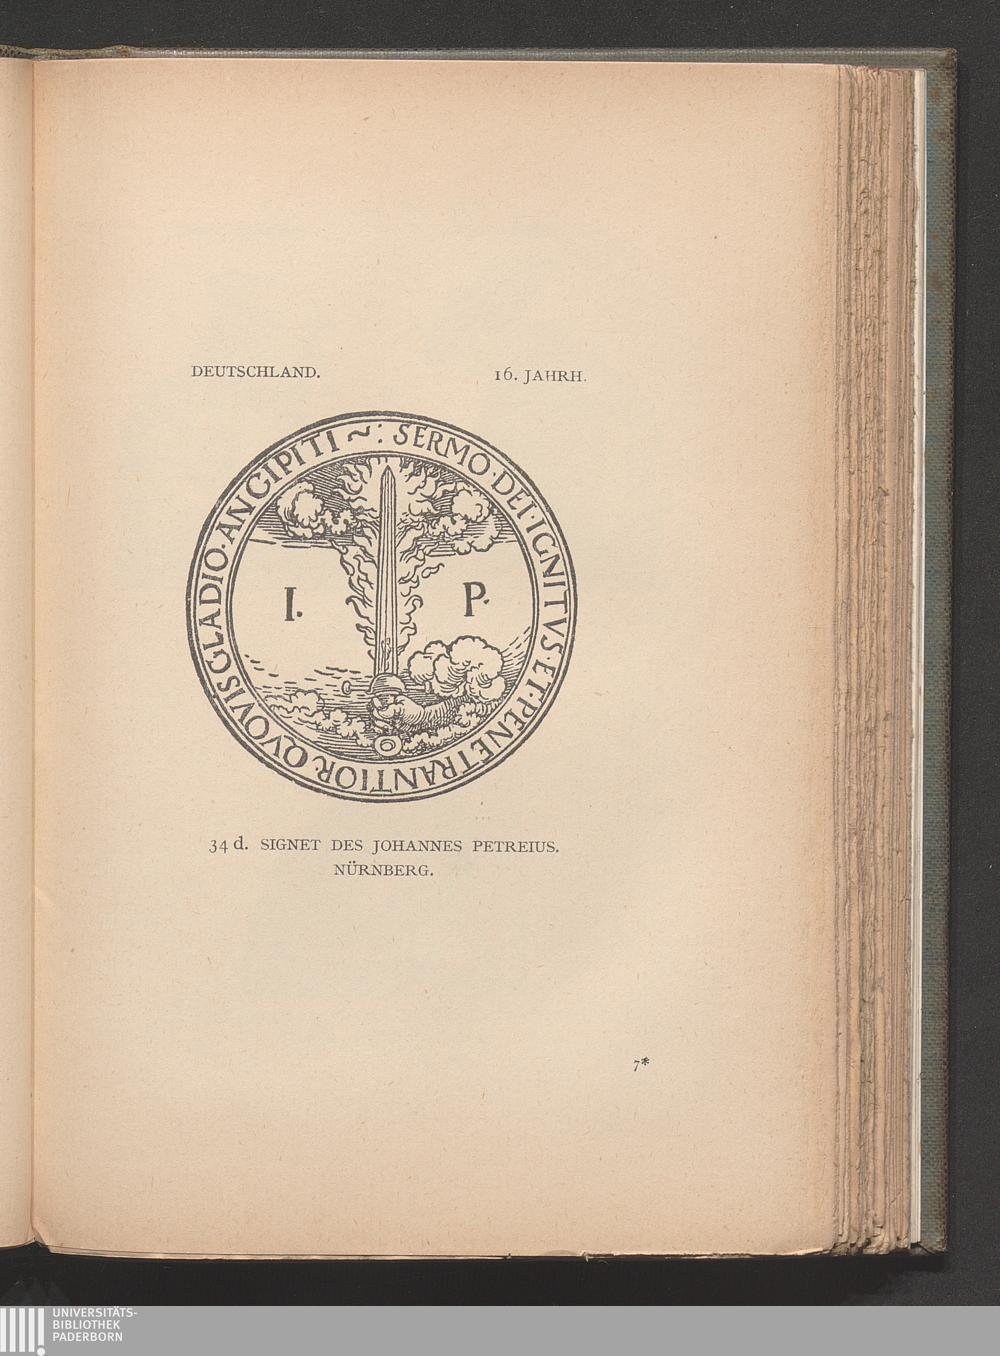 DEUTSCHLAND.
16. JAHRH.
~: SERMO · DEI · IGNITVS · ET · PENETRANTIOR · QVOVIS GLADIO · ANCIPITI
I. P.
34 d. SIGNET DES JOHANNES PETREIUS.
NÜRNBERG.
7*
UNIVERSITÄTS-
BIBLIOTHEK
PADERBORN